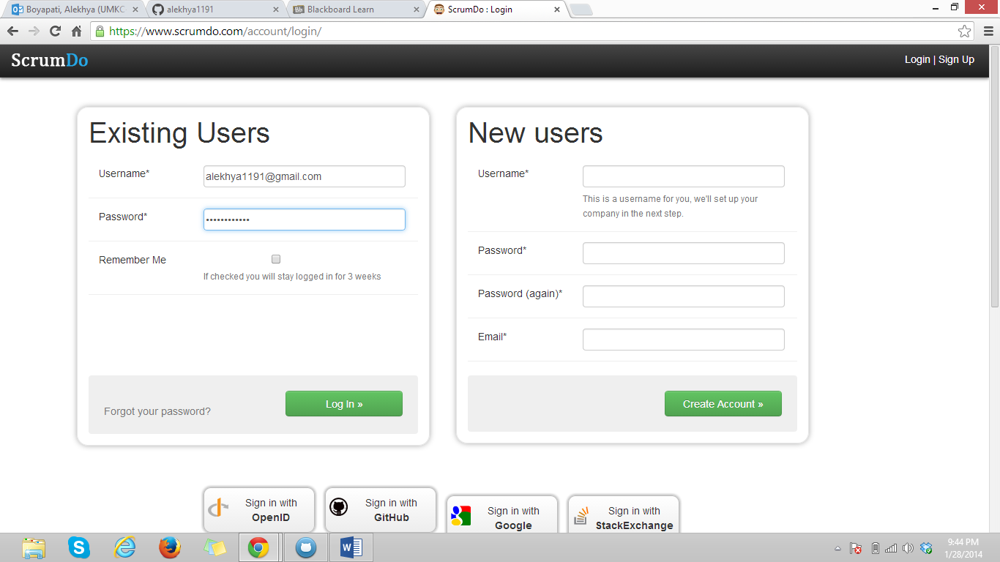 Boyapati, Alekhya (UMKC
alekhya1191
Blackboard Learn
ScrumDo : Login
https://www.scrumdo.com/account/login/
ScrumDo
Login | Sign Up
Existing Users
Username*
alekhya1191@gmail.com
Password*
••••••••••••
Remember Me
If checked you will stay logged in for 3 weeks
Forgot your password?
Log In »
New users
Username*
This is a username for you, we'll set up your
company in the next step.
Password*
Password (again)*
Email*
Create Account »
Sign in with
OpenID
Sign in with
GitHub
Sign in with
Google
Sign in with
StackExchange
9:44 PM
1/28/2014